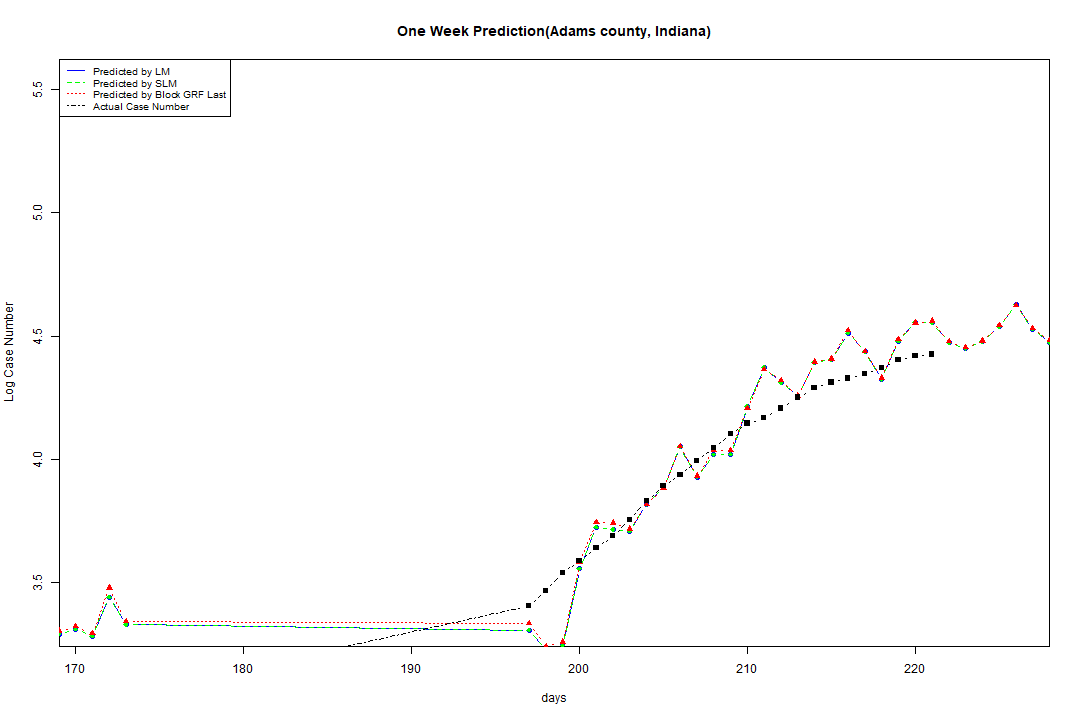 One Week Prediction(Adams county, Indiana)
Predicted by LM
Predicted by SLM
Predicted by Block GRF Last
Actual Case Number
5.5
5.0
4.5
4.0
3.5
Log Case Number
170 180 190 200 210 220
days